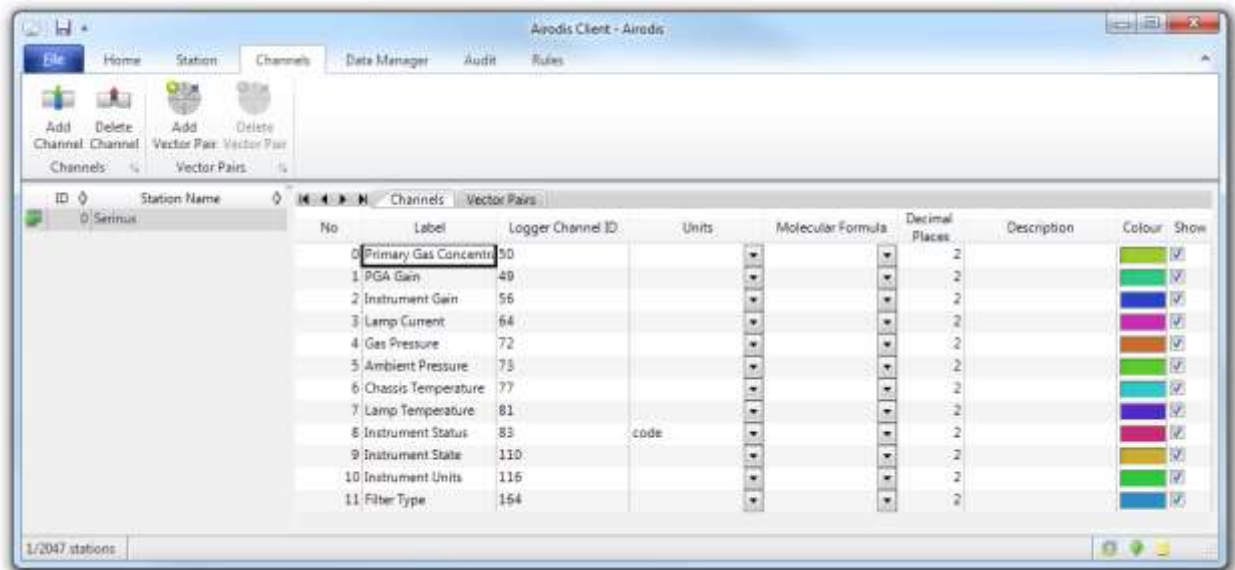 Airodis Client - Airodis
File Home Station Channels Data Manager Audit Rules
Add Channel Delete Channel Add Vector Pair Delete Vector Pair
Channels Vector Pairs
ID Station Name Channels Vector Pairs
0 Serinus
No Label Logger Channel ID Units Molecular Formula Decimal Places Description Colour Show
0 Primary Gas Concentr 50 2
1 PGA Gain 49 2
2 Instrument Gain 56 2
3 Lamp Current 64 2
4 Gas Pressure 72 2
5 Ambient Pressure 73 2
6 Chassis Temperature 77 2
7 Lamp Temperature 81 2
8 Instrument Status 83 code 2
9 Instrument State 110 2
10 Instrument Units 116 2
11 Filter Type 164 2
1/2047 stations